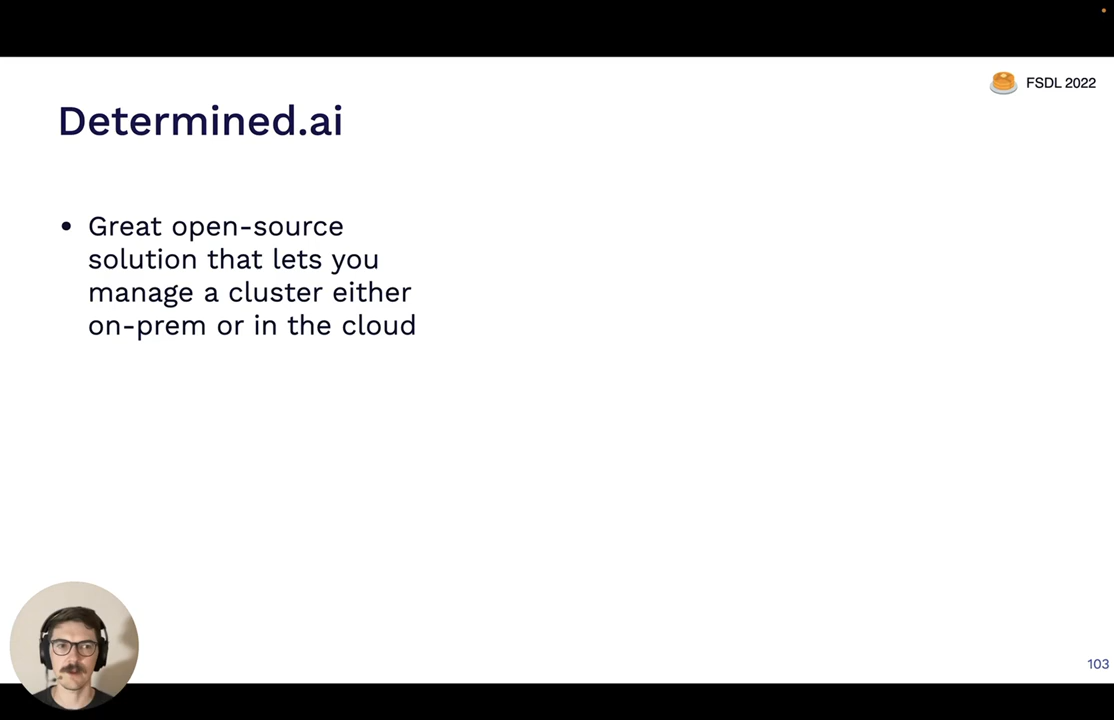 FSDL 2022
Determined.ai
• Great open-source
solution that lets you
manage a cluster either
on-prem or in the cloud
103